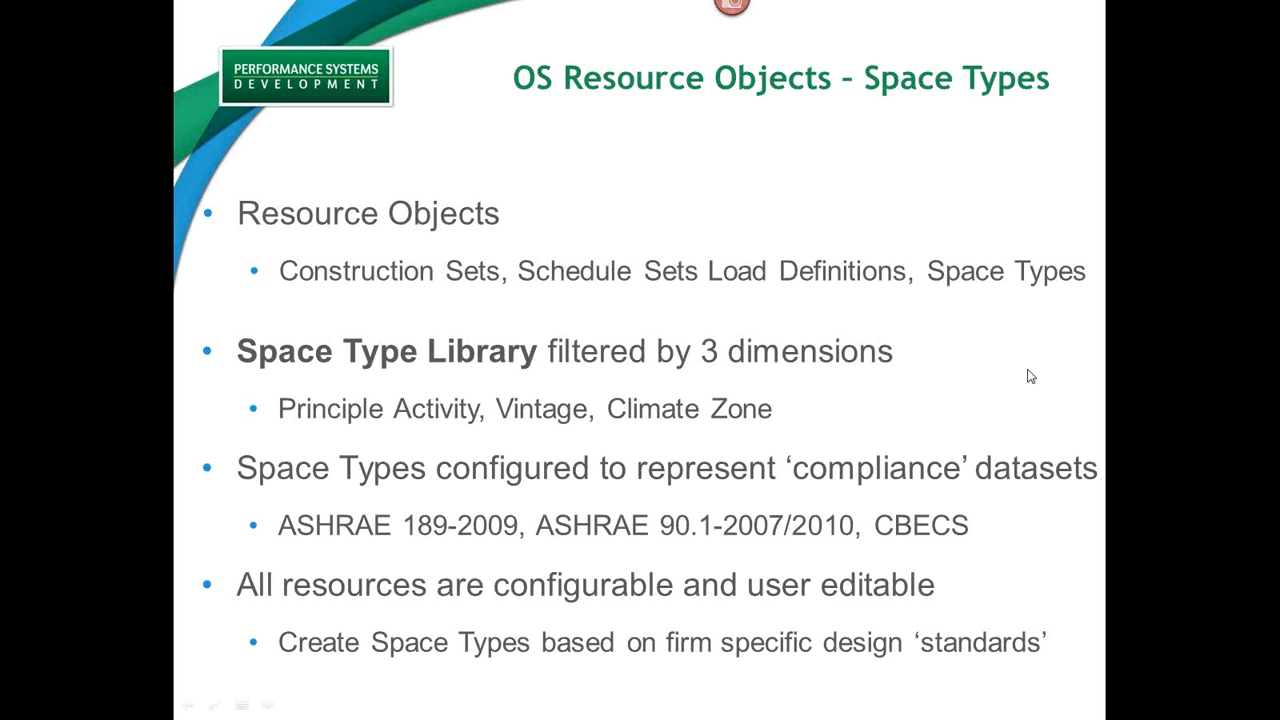 PERFORMANCE SYSTEMS
DEVELOPMENT
OS Resource Objects – Space Types
• Resource Objects
• Construction Sets, Schedule Sets Load Definitions, Space Types
• Space Type Library filtered by 3 dimensions
• Principle Activity, Vintage, Climate Zone
• Space Types configured to represent ‘compliance’ datasets
• ASHRAE 189-2009, ASHRAE 90.1-2007/2010, CBECS
• All resources are configurable and user editable
• Create Space Types based on firm specific design ‘standards’